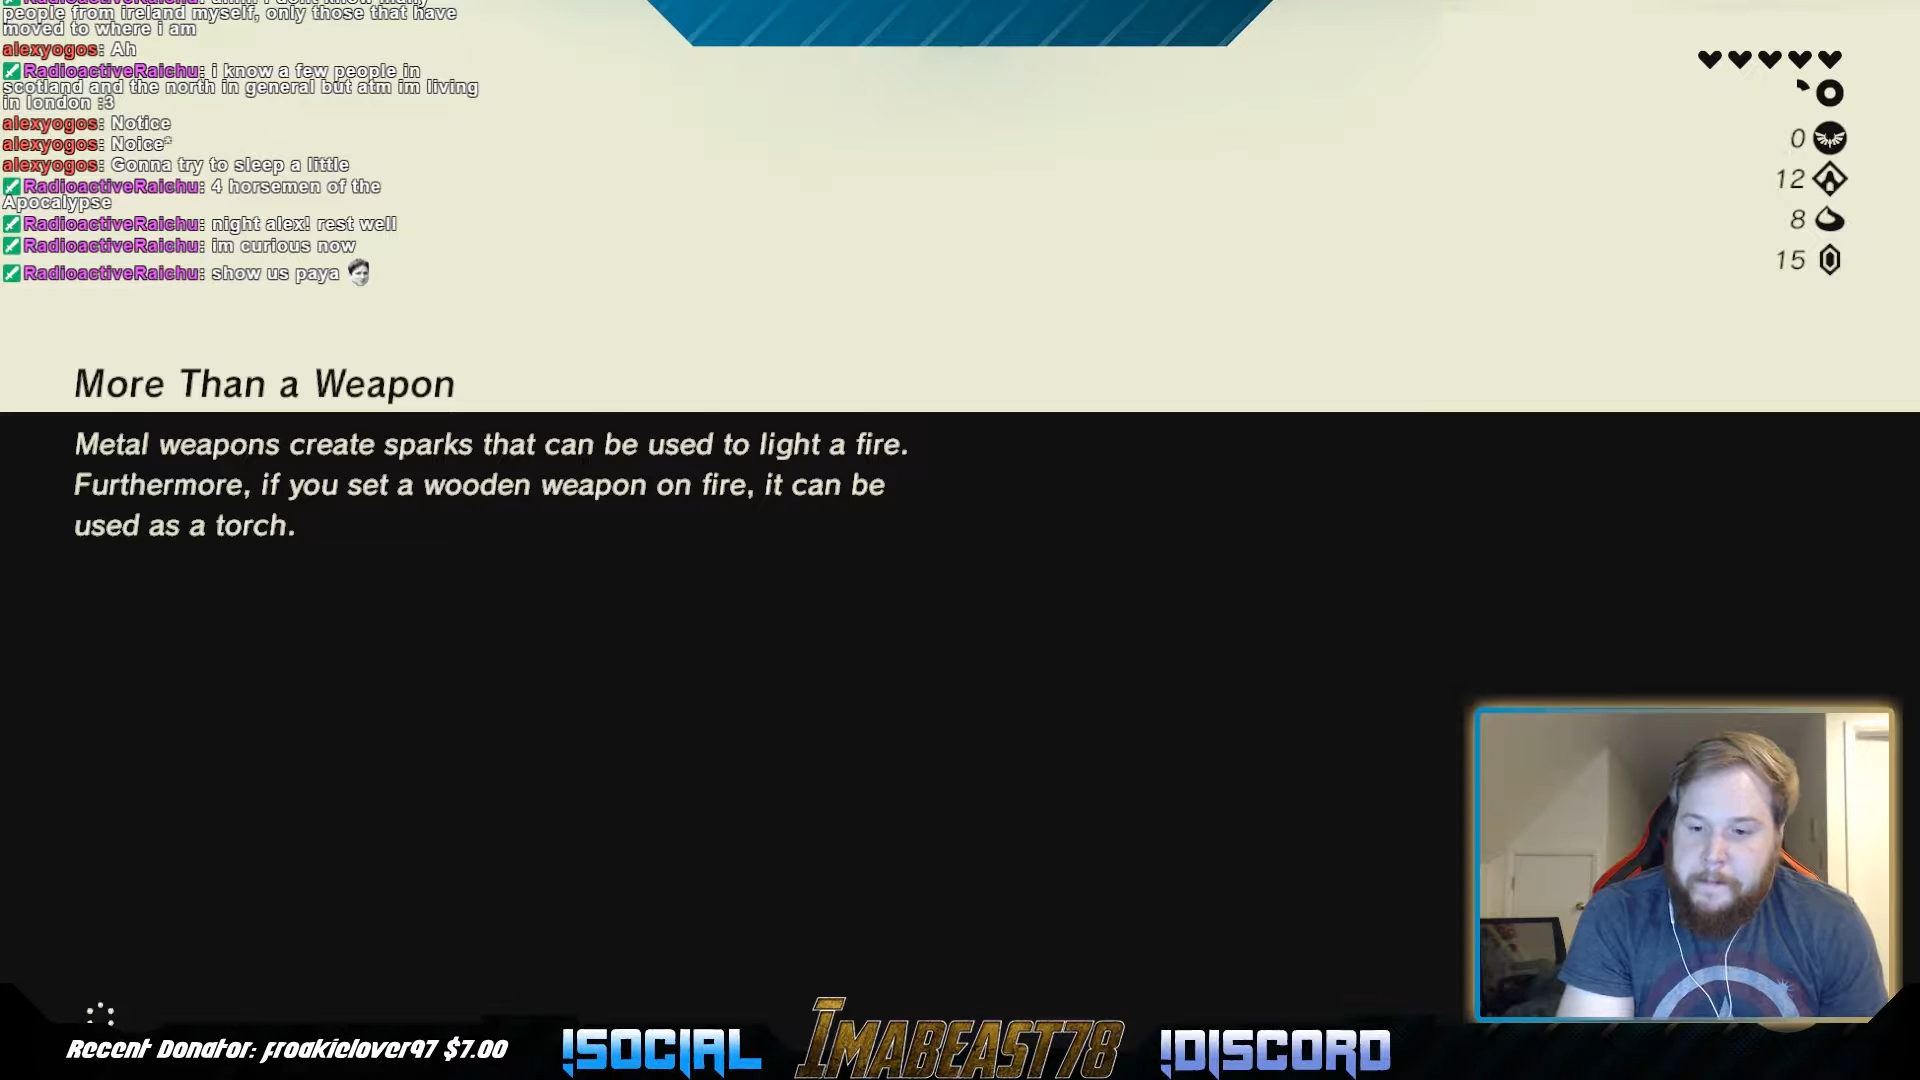 people from ireland myself, only those that have
moved to where i am
alexyogos: Ah
RadioactiveRaichu: i know a few people in
scotland and the north in general but atm im living
in london :3
alexyogos: Notice
alexyogos: Noice*
alexyogos: Gonna try to sleep a little
RadioactiveRaichu: 4 horsemen of the
Apocalypse
RadioactiveRaichu: night alex! rest well
RadioactiveRaichu: im curious now
RadioactiveRaichu: show us paya
0
12
8
15
More Than a Weapon
Metal weapons create sparks that can be used to light a fire.
Furthermore, if you set a wooden weapon on fire, it can be
used as a torch.
Recent Donator: froakielover97 $7.00
!SOCIAL
IMABEAST78
!DISCORD